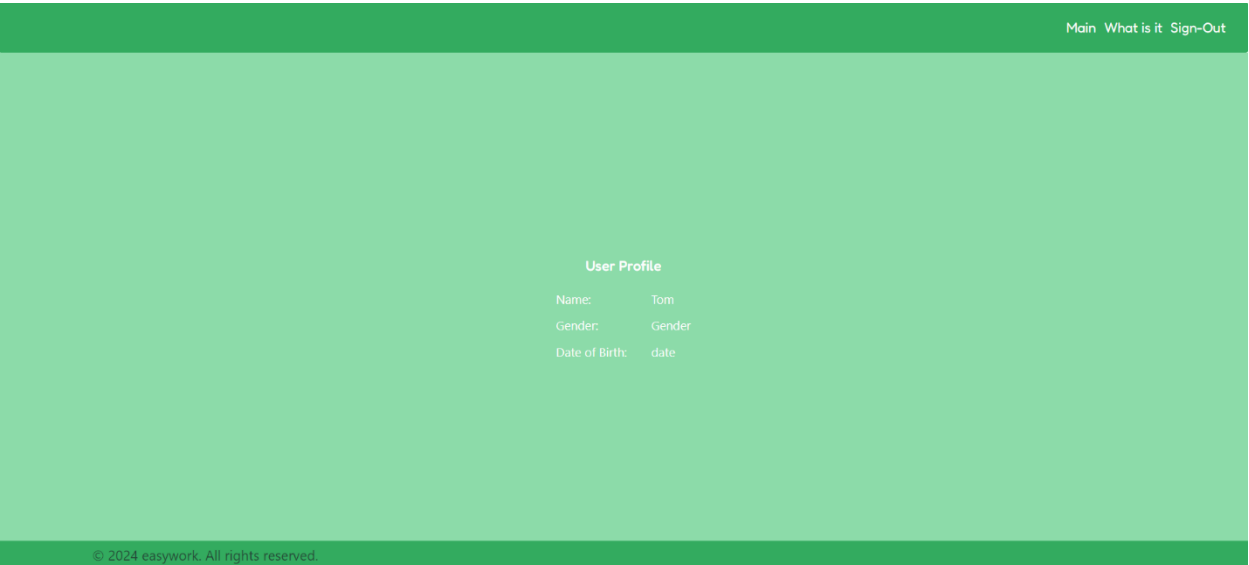 Main What is it Sign-Out
User Profile
Name: Tom
Gender: Gender
Date of Birth: date
© 2024 easywork. All rights reserved.